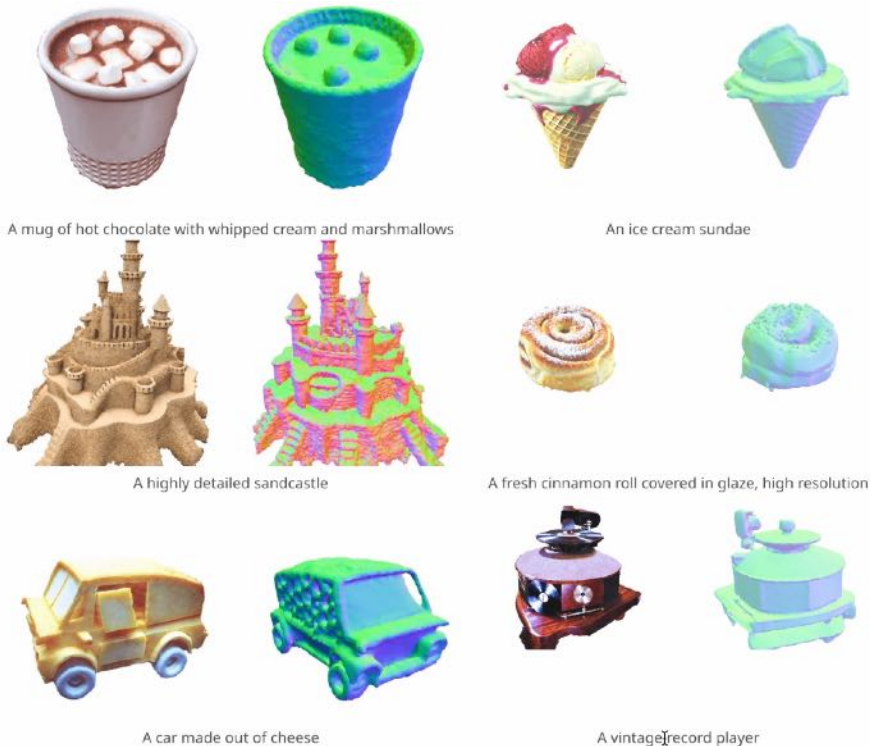 A mug of hot chocolate with whipped cream and marshmallows
An ice cream sundae
A highly detailed sandcastle
A fresh cinnamon roll covered in glaze, high resolution
A car made out of cheese
A vintage record player